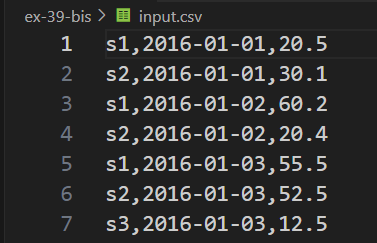 ex-39-bis > input.csv
1 s1,2016-01-01,20.5
2 s2,2016-01-01,30.1
3 s1,2016-01-02,60.2
4 s2,2016-01-02,20.4
5 s1,2016-01-03,55.5
6 s2,2016-01-03,52.5
7 s3,2016-01-03,12.5